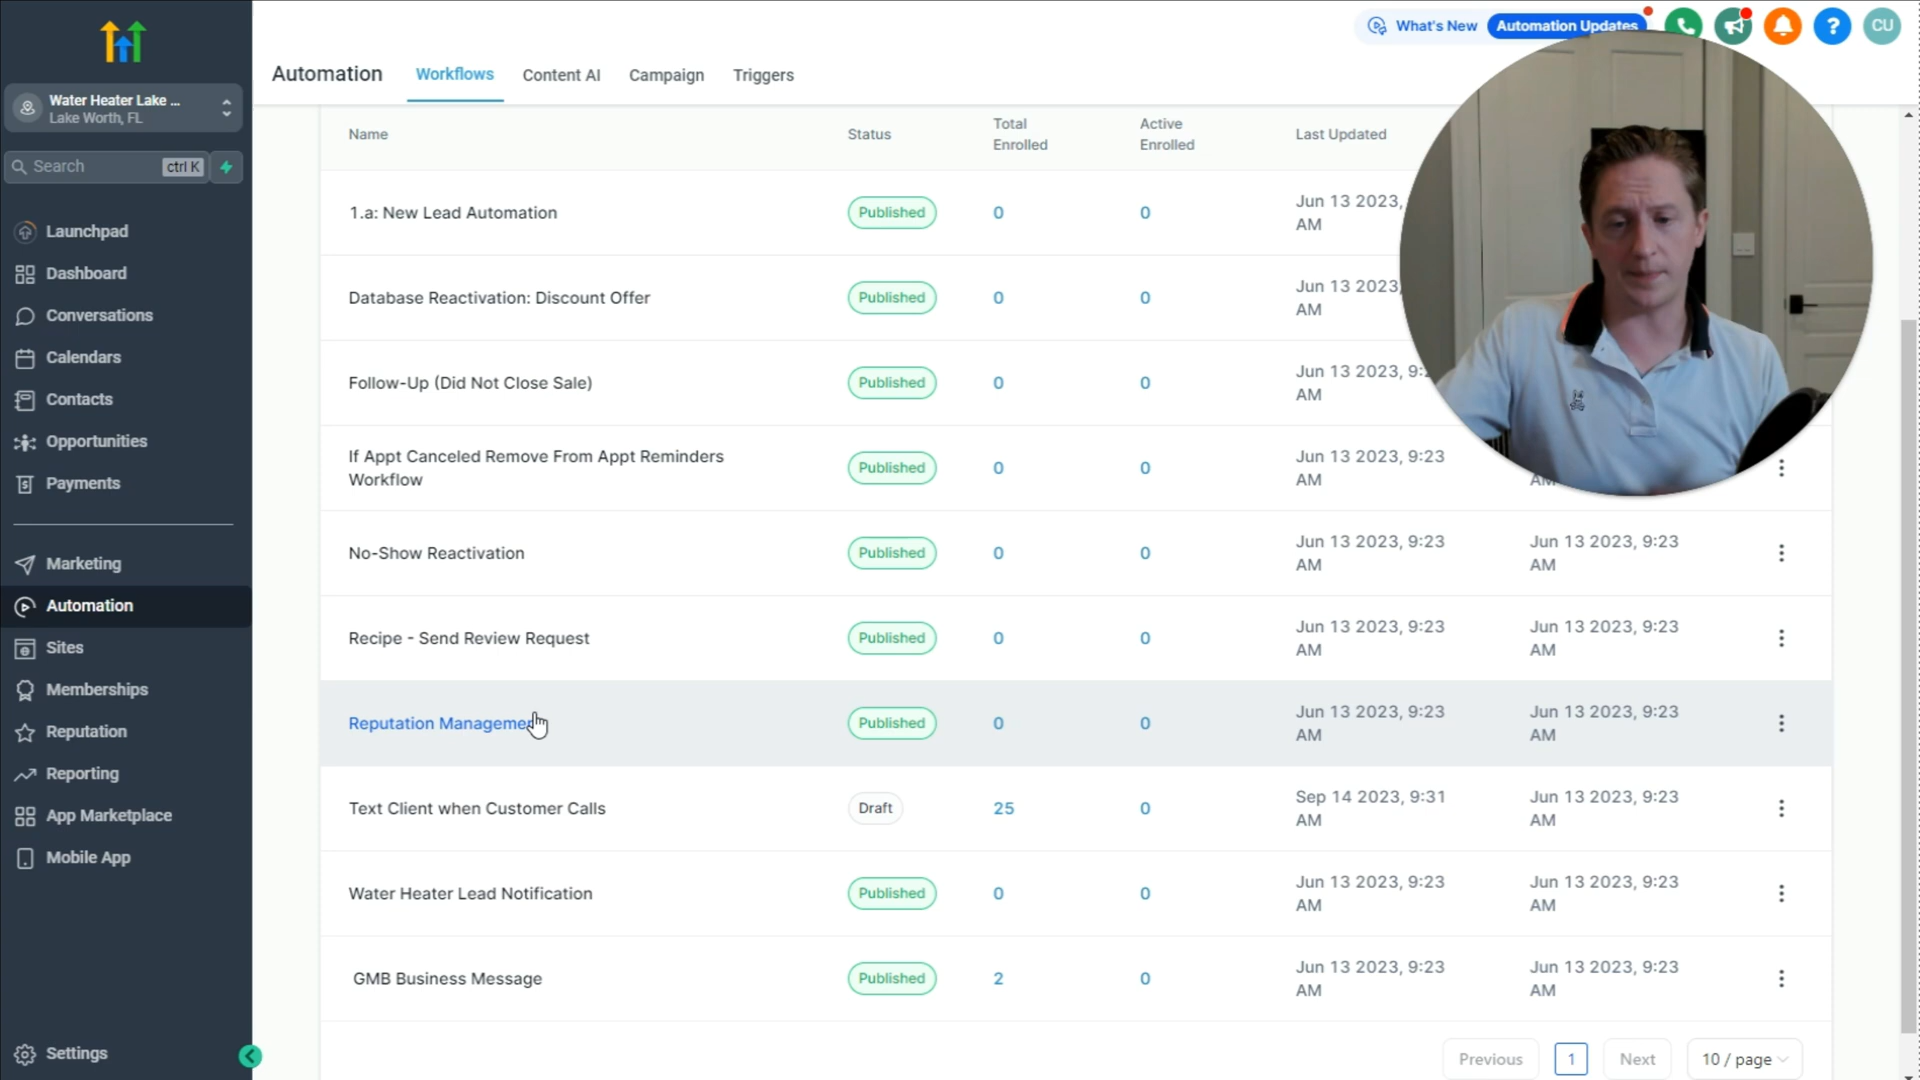 What's New
Automation Updates
?
CU
Automation
Workflows
Content AI
Campaign
Triggers
Water Heater Lake ...
Lake Worth, FL
Search
ctrl K
Launchpad
Dashboard
Conversations
Calendars
Contacts
Opportunities
Payments
Marketing
Automation
Sites
Memberships
Reputation
Reporting
App Marketplace
Mobile App
Settings
Name
Status
Total
Enrolled
Active
Enrolled
Last Updated
1.a: New Lead Automation
Published
0
0
Jun 13 2023,
AM
Database Reactivation: Discount Offer
Published
0
0
Jun 13 2023,
AM
Follow-Up (Did Not Close Sale)
Published
0
0
Jun 13 2023, 9:
AM
If Appt Canceled Remove From Appt Reminders
Workflow
Published
0
0
Jun 13 2023, 9:23
AM
AM
No-Show Reactivation
Published
0
0
Jun 13 2023, 9:23
AM
Jun 13 2023, 9:23
AM
Recipe - Send Review Request
Published
0
0
Jun 13 2023, 9:23
AM
Jun 13 2023, 9:23
AM
Reputation Management
Published
0
0
Jun 13 2023, 9:23
AM
Jun 13 2023, 9:23
AM
Text Client when Customer Calls
Draft
25
0
Sep 14 2023, 9:31
AM
Jun 13 2023, 9:23
AM
Water Heater Lead Notification
Published
0
0
Jun 13 2023, 9:23
AM
Jun 13 2023, 9:23
AM
GMB Business Message
Published
2
0
Jun 13 2023, 9:23
AM
Jun 13 2023, 9:23
AM
Previous
1
Next
10 / page